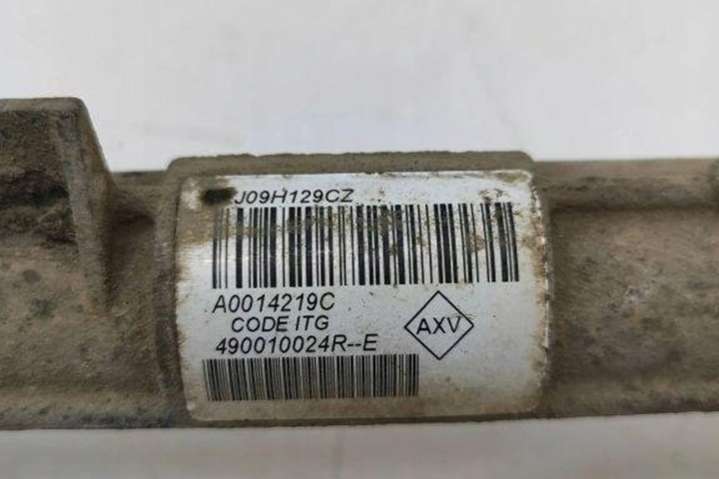 J09H129CZ
A0014219C
CODE ITG
AXV
490010024R--E